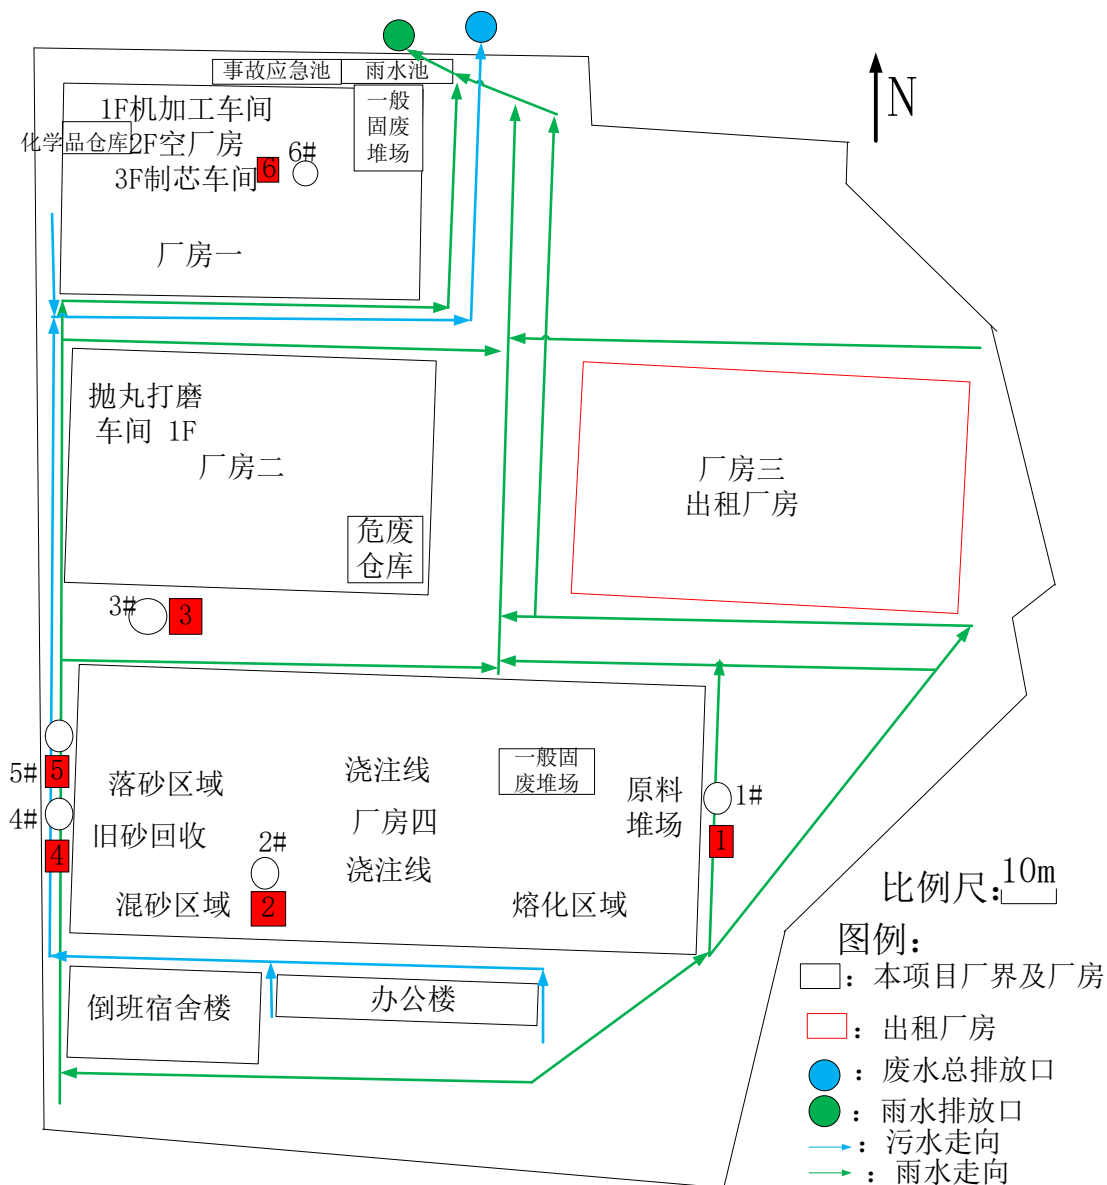 事故应急池
雨水池
N
1F机加工车间
化学品仓库
2F空厂房
3F制芯车间
6
6#
一般
固废
堆场
厂房一
抛丸打磨
车间 1F
厂房二
危废
仓库
厂房三
出租厂房
3#
3
5#
5
4#
4
落砂区域
旧砂回收
混砂区域
2#
2
浇注线
厂房四
浇注线
一般固
废堆场
原料
堆场
熔化区域
1#
1
倒班宿舍楼
办公楼
比例尺:10m
图例:
:本项目厂界及厂房
:出租厂房
:废水总排放口
:雨水排放口
:污水走向
:雨水走向